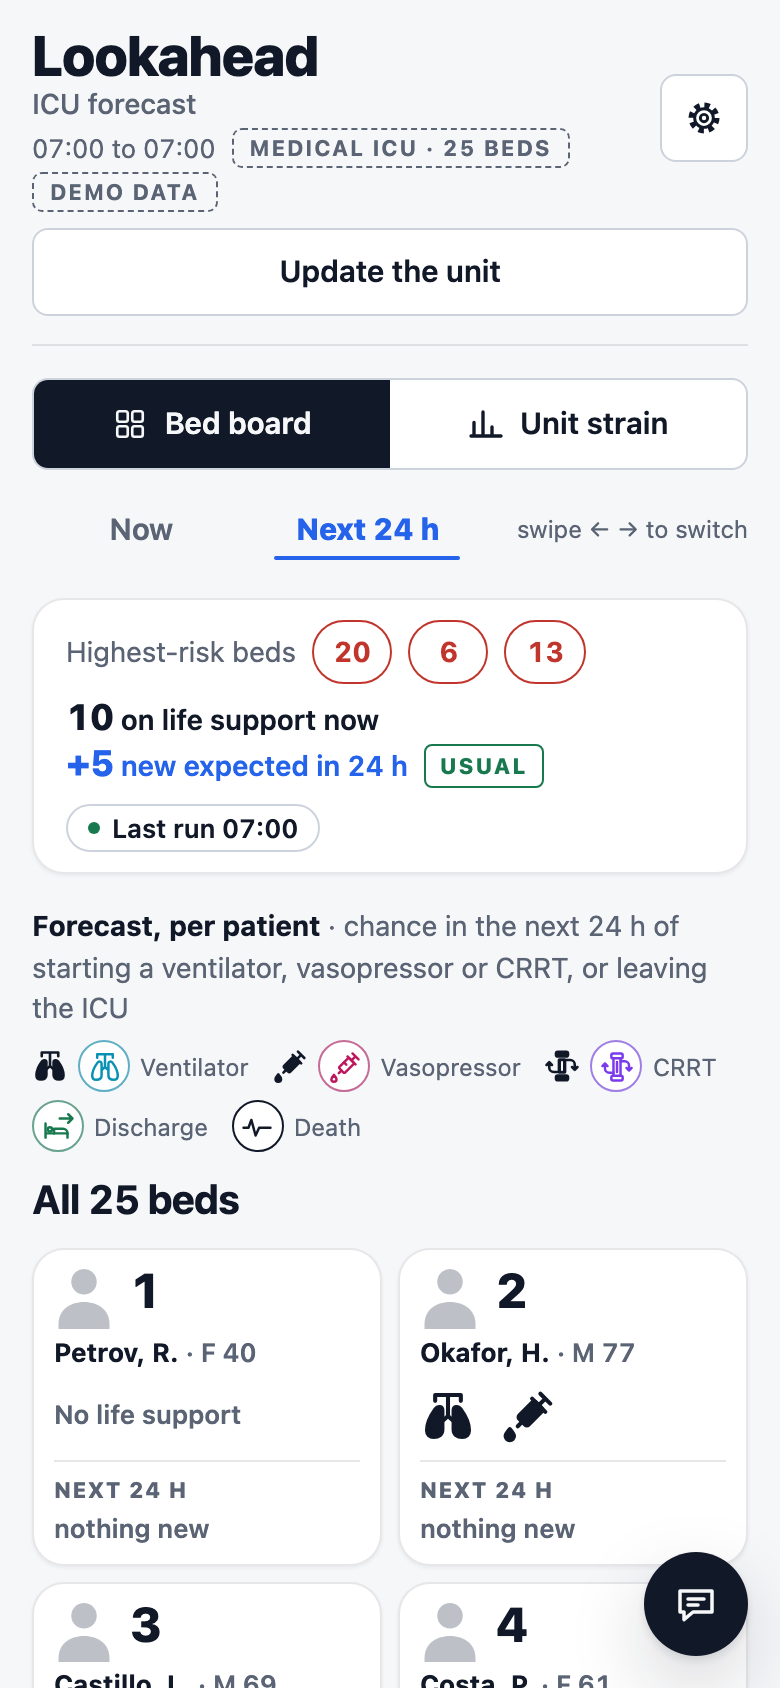 Lookahead
ICU forecast
07:00 to 07:00 MEDICAL ICU · 25 BEDS
DEMO DATA
Update the unit
Bed board Unit strain
Now Next 24 h swipe ← → to switch
Highest-risk beds 20 6 13
10 on life support now
+5 new expected in 24 h USUAL
Last run 07:00
Forecast, per patient · chance in the next 24 h of
starting a ventilator, vasopressor or CRRT, or leaving
the ICU
Ventilator Vasopressor CRRT
Discharge Death
All 25 beds
1
Petrov, R. · F 40
No life support
NEXT 24 H
nothing new
2
Okafor, H. · M 77
NEXT 24 H
nothing new
3
Castillo, L. · M 69
4
Costa, P. · F 61